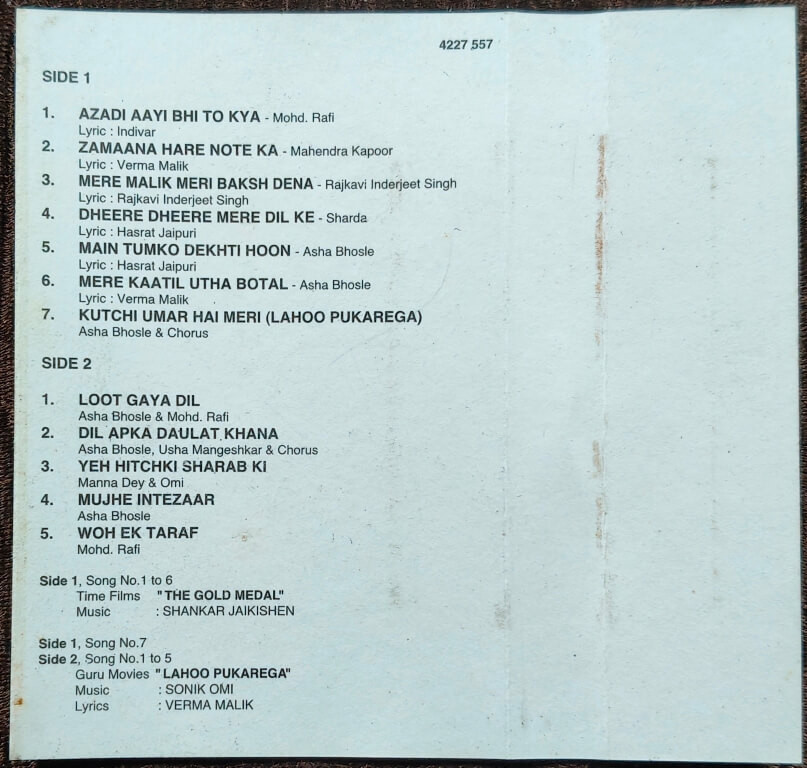 4227 557
SIDE 1
1. AZADI AAYI BHI TO KYA - Mohd. Rafi
Lyric : Indivar
2. ZAMAANA HARE NOTE KA - Mahendra Kapoor
Lyric : Verma Malik
3. MERE MALIK MERI BAKSH DENA - Rajkavi Inderjeet Singh
Lyric : Rajkavi Inderjeet Singh
4. DHEERE DHEERE MERE DIL KE - Sharda
Lyric : Hasrat Jaipuri
5. MAIN TUMKO DEKHTI HOON - Asha Bhosle
Lyric : Hasrat Jaipuri
6. MERE KAATIL UTHA BOTAL - Asha Bhosle
Lyric : Verma Malik
7. KUTCHI UMAR HAI MERI (LAHOO PUKAREGA)
Asha Bhosle & Chorus
SIDE 2
1. LOOT GAYA DIL
Asha Bhosle & Mohd. Rafi
2. DIL APKA DAULAT KHANA
Asha Bhosle, Usha Mangeshkar & Chorus
3. YEH HITCHKI SHARAB KI
Manna Dey & Omi
4. MUJHE INTEZAAR
Asha Bhosle
5. WOH EK TARAF
Mohd. Rafi
Side 1, Song No.1 to 6
Time Films "THE GOLD MEDAL"
Music : SHANKAR JAIKISHEN
Side 1, Song No.7
Side 2, Song No.1 to 5
Guru Movies "LAHOO PUKAREGA"
Music : SONIK OMI
Lyrics : VERMA MALIK